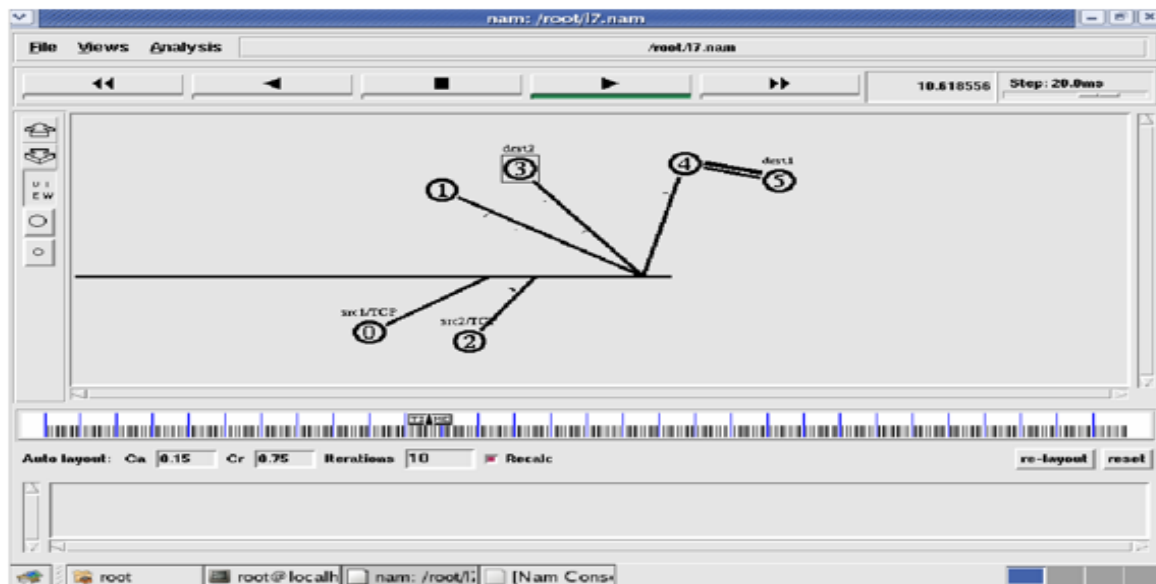 nam: /root/l7.nam
File Views Analysis /root/l7.nam
10.618556 Step: 20.0ms
dest2
3
4
dest1
5
1
src1/TCP
0
src2/TCP
2
V I
E W
TIME
Auto layout: Ca 0.15 Cr 0.75 Iterations 10 Recalc re-layout reset
root root@localh nam: /root/l7 [Nam Cons